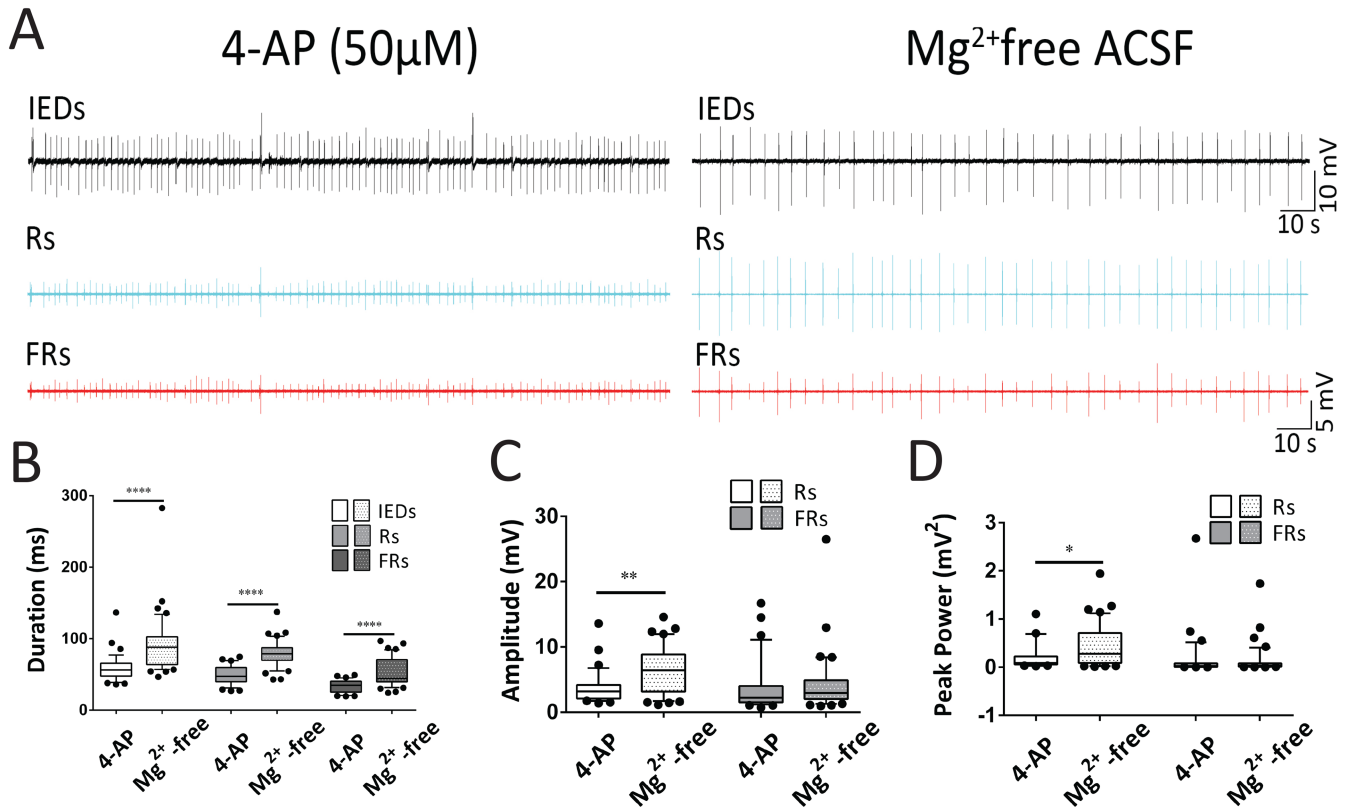 A
4-AP (50µM)
Mg²⁺free ACSF
IEDs
IEDs
10 mV
10 s
Rs
Rs
FRs
FRs
5 mV
10 s
B
Duration (ms)
300
200
100
0
****
****
****
IEDs
Rs
FRs
4-AP
Mg²⁺-free
4-AP
Mg²⁺-free
4-AP
Mg²⁺-free
C
Amplitude (mV)
30
20
10
0
**
Rs
FRs
4-AP
Mg²⁺-free
4-AP
Mg²⁺-free
D
Peak Power (mV²)
3
2
1
0
-1
*
Rs
FRs
4-AP
Mg²⁺-free
4-AP
Mg²⁺-free